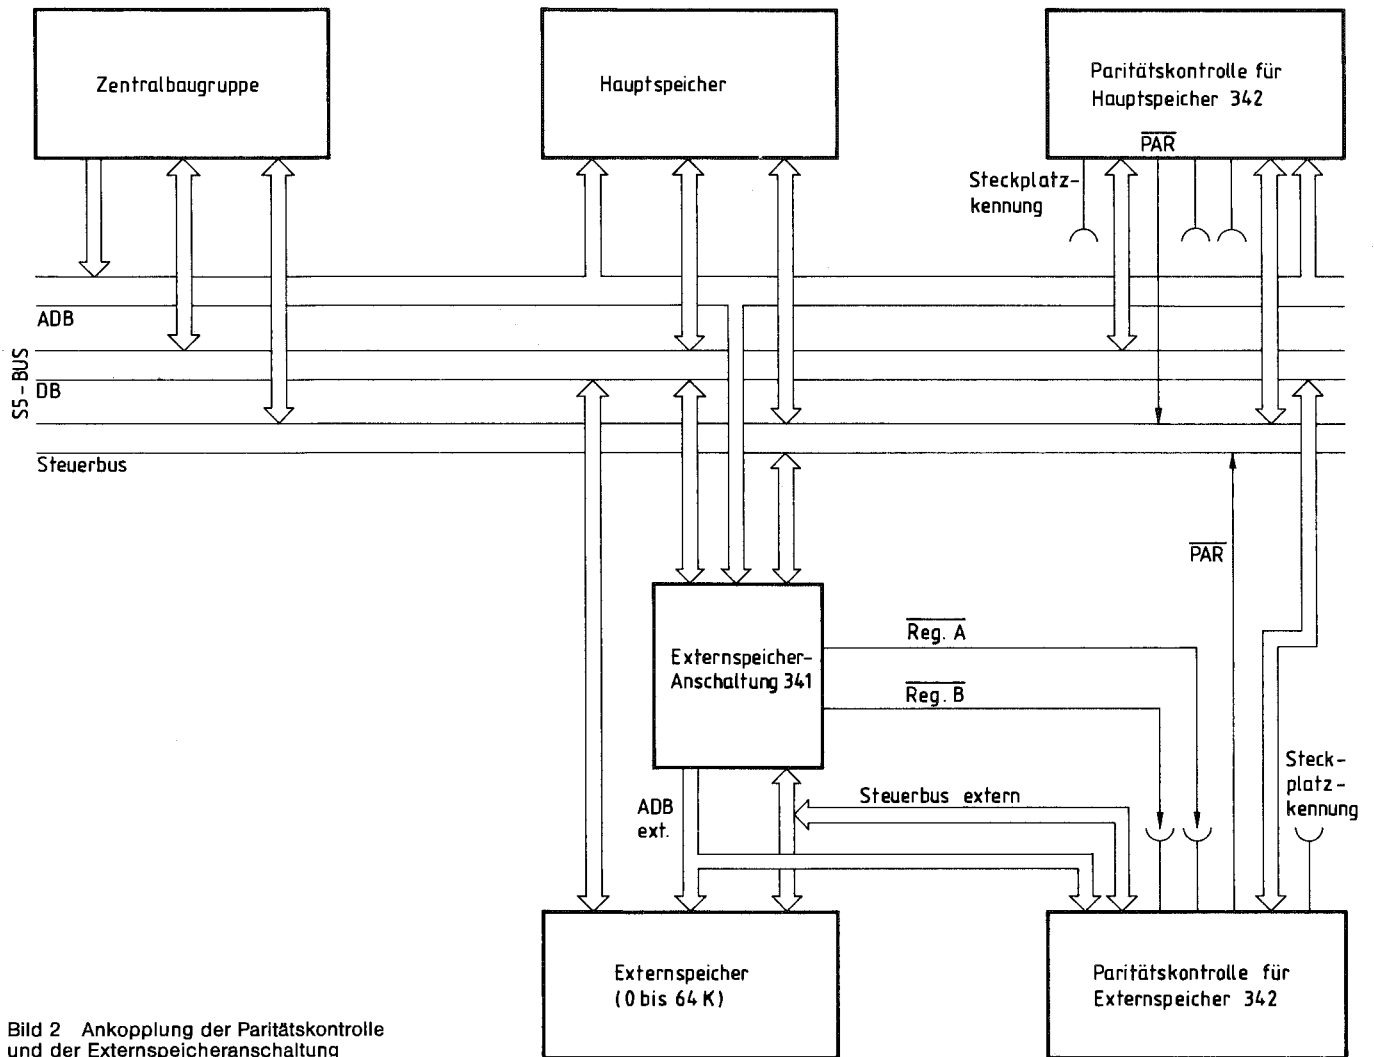 Zentralbaugruppe
Hauptspeicher
Paritätskontrolle für
Hauptspeicher 342
PAR
Steckplatz-
kennung
S5-BUS
ADB
DB
Steuerbus
PAR
Externspeicher-
Anschaltung 341
Reg. A
Reg. B
ADB
ext.
Steuerbus extern
Steck-
platz-
kennung
Externspeicher
(0 bis 64 K)
Paritätskontrolle für
Externspeicher 342
Bild 2 Ankopplung der Paritätskontrolle
und der Externspeicheranschaltung